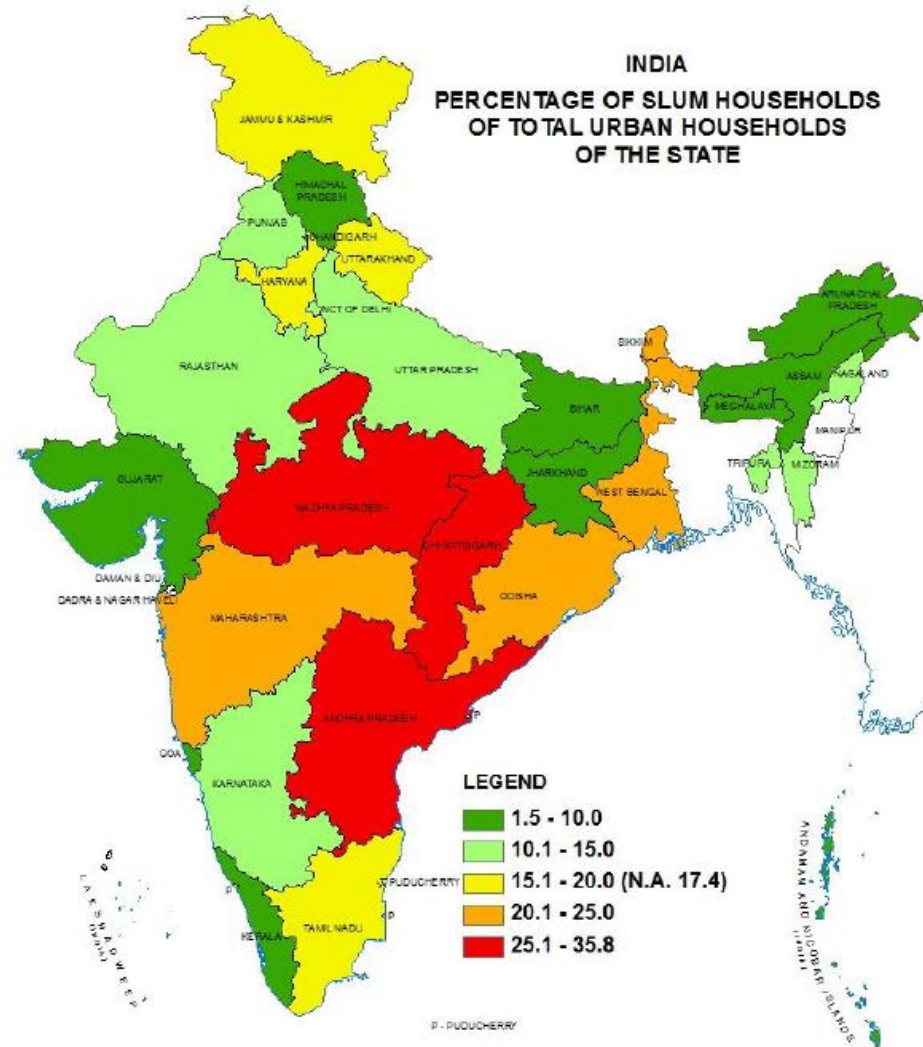 INDIA
PERCENTAGE OF SLUM HOUSEHOLDS
OF TOTAL URBAN HOUSEHOLDS
OF THE STATE
JAMMU & KASHMIR
HIMACHAL
PRADESH
PUNJAB
CHANDIGARH
UTTARAKHAND
HARYANA
NCT OF DELHI
ARUNACHAL
PRADESH
SIKKIM
RAJASTHAN
UTTAR PRADESH
ASSAM
NAGALAND
BIHAR
MEGHALAYA
MANIPUR
TRIPURA
MIZORAM
GUJARAT
JHARKHAND
WEST BENGAL
MADHYA PRADESH
CHHATTISGARH
DAMAN & DIU
DADRA & NAGAR HAVELI
ODISHA
MAHARASHTRA
ANDHRA PRADESH
P
GOA
KARNATAKA
LEGEND
1.5 - 10.0
10.1 - 15.0
15.1 - 20.0 (N.A. 17.4)
20.1 - 25.0
25.1 - 35.8
PUDUCHERRY
P
P
KERALA
TAMIL NADU
LAKSHADWEEP
ANDAMAN AND NICOBAR ISLANDS
P - PUDUCHERRY